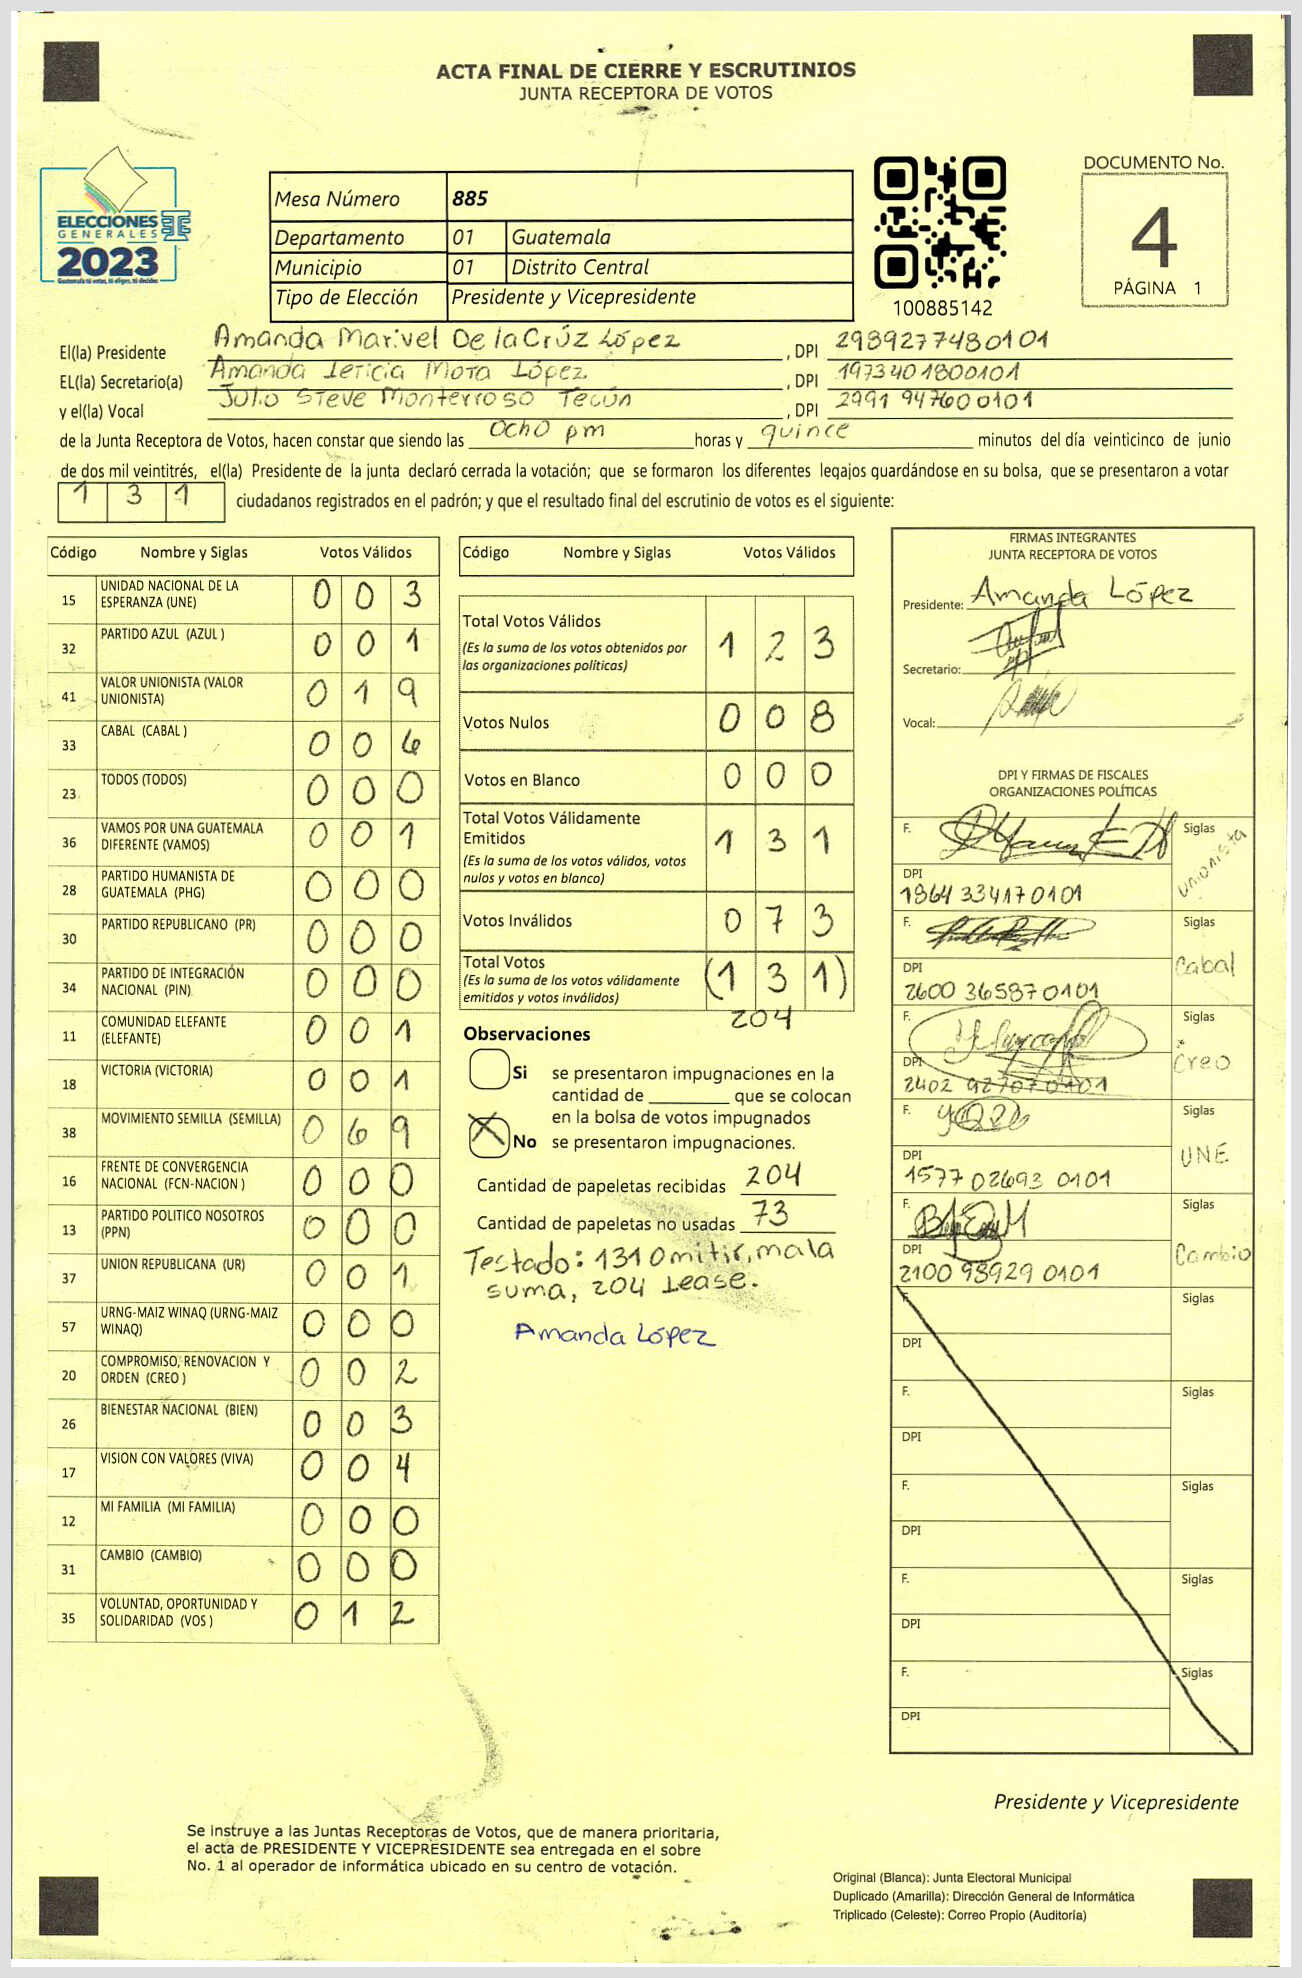 ACTA FINAL DE CIERRE Y ESCRUTINIOS
JUNTA RECEPTORA DE VOTOS
ELECCIONES
GENERALES
2023
Mesa Número 885
Departamento 01 Guatemala
Municipio 01 Distrito Central
Tipo de Elección Presidente y Vicepresidente
100885142
DOCUMENTO No.
4
PÁGINA 1
El(la) Presidente Amanda Marivel De la Crúz López, DPI 2989277480101
EL(la) Secretario(a) Amanda leticia Mora López, DPI 1973401800101
y el(la) Vocal Julio Steve Monterroso Tecún, DPI 2991 947600101
de la Junta Receptora de Votos, hacen constar que siendo las ocho pm horas y quince minutos del día veinticinco de junio
de dos mil veintitrés, el(la) Presidente de la junta declaró cerrada la votación; que se formaron los diferentes legajos guardándose en su bolsa, que se presentaron a votar
1 3 1 ciudadanos registrados en el padrón; y que el resultado final del escrutinio de votos es el siguiente:
Código Nombre y Siglas Votos Válidos
15 UNIDAD NACIONAL DE LA ESPERANZA (UNE) 0 0 3
32 PARTIDO AZUL (AZUL ) 0 0 1
41 VALOR UNIONISTA (VALOR UNIONISTA) 0 1 9
33 CABAL (CABAL ) 0 0 6
23 TODOS (TODOS) 0 0 0
36 VAMOS POR UNA GUATEMALA DIFERENTE (VAMOS) 0 0 1
28 PARTIDO HUMANISTA DE GUATEMALA (PHG) 0 0 0
30 PARTIDO REPUBLICANO (PR) 0 0 0
34 PARTIDO DE INTEGRACIÓN NACIONAL (PIN) 0 0 0
11 COMUNIDAD ELEFANTE (ELEFANTE) 0 0 1
18 VICTORIA (VICTORIA) 0 0 1
38 MOVIMIENTO SEMILLA (SEMILLA) 0 6 9
16 FRENTE DE CONVERGENCIA NACIONAL (FCN-NACION ) 0 0 0
13 PARTIDO POLITICO NOSOTROS (PPN) 0 0 0
37 UNION REPUBLICANA (UR) 0 0 1
57 URNG-MAIZ WINAQ (URNG-MAIZ WINAQ) 0 0 0
20 COMPROMISO, RENOVACION Y ORDEN (CREO ) 0 0 2
26 BIENESTAR NACIONAL (BIEN) 0 0 3
17 VISION CON VALORES (VIVA) 0 0 4
12 MI FAMILIA (MI FAMILIA) 0 0 0
31 CAMBIO (CAMBIO) 0 0 0
35 VOLUNTAD, OPORTUNIDAD Y SOLIDARIDAD (VOS ) 0 1 2
Código Nombre y Siglas Votos Válidos
Total Votos Válidos 1 2 3
(Es la suma de los votos obtenidos por
las organizaciones políticas)
Votos Nulos 0 0 8
Votos en Blanco 0 0 0
Total Votos Válidamente
Emitidos 1 3 1
(Es la suma de los votos válidos, votos
nulos y votos en blanco)
Votos Inválidos 0 7 3
Total Votos (1 3 1)
(Es la suma de los votos válidamente
emitidos y votos inválidos)
204
Observaciones
Si se presentaron impugnaciones en la
cantidad de ________ que se colocan
en la bolsa de votos impugnados
X No se presentaron impugnaciones.
Cantidad de papeletas recibidas 204
Cantidad de papeletas no usadas 73
Testado: 131 Omitir, mala
suma, 204 Lease.
Amanda López
FIRMAS INTEGRANTES
JUNTA RECEPTORA DE VOTOS
Presidente: Amanda López
Secretario:
Vocal:
DPI Y FIRMAS DE FISCALES
ORGANIZACIONES POLÍTICAS
F. Siglas Unionista
DPI
1864 334170101
F. Siglas Cabal
DPI
2600 365870101
F. Siglas Creo
DPI
2402 927070101
F. Siglas UNE
DPI
1577 02693 0101
F. Siglas Cambio
DPI
2100 98929 0101
F. Siglas
DPI
F. Siglas
DPI
F. Siglas
DPI
F. Siglas
DPI
F. Siglas
DPI
Presidente y Vicepresidente
Se instruye a las Juntas Receptoras de Votos, que de manera prioritaria,
el acta de PRESIDENTE Y VICEPRESIDENTE sea entregada en el sobre
No. 1 al operador de informática ubicado en su centro de votación.
Original (Blanca): Junta Electoral Municipal
Duplicado (Amarilla): Dirección General de Informática
Triplicado (Celeste): Correo Propio (Auditoría)